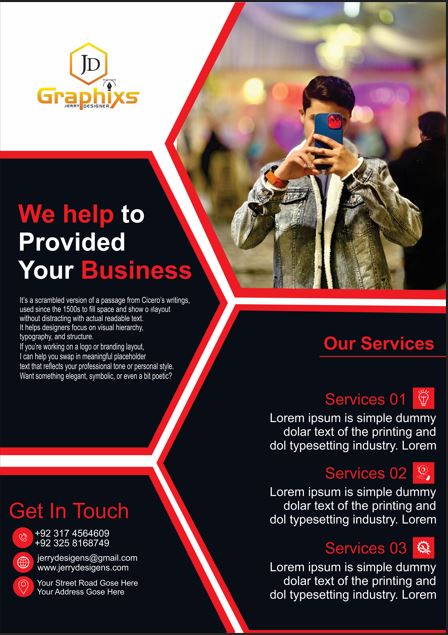 JD
Graphixs
JERRY DESIGNER
We help to
Provided
Your Business
It's a scrambled version of a passage from Cicero's writings,
used since the 1500s to fill space and show o rlayout
without distracting with actual readable text.
It helps designers focus on visual hierarchy,
typography, and structure.
If you're working on a logo or branding layout,
I can help you swap in meaningful placeholder
text that reflects your professional tone or personal style.
Want something elegant, symbolic, or even a bit poetic?
Our Services
Services 01
Lorem ipsum is simple dummy
dolar text of the printing and
dol typesetting industry. Lorem
Services 02
Lorem ipsum is simple dummy
dolar text of the printing and
dol typesetting industry. Lorem
Services 03
Lorem ipsum is simple dummy
dolar text of the printing and
dol typesetting industry. Lorem
Get In Touch
+92 317 4564609
+92 325 8168749
jerrydesigens@gmail.com
www.jerrydesigens.com
Your Street Road Gose Here
Your Address Gose Here